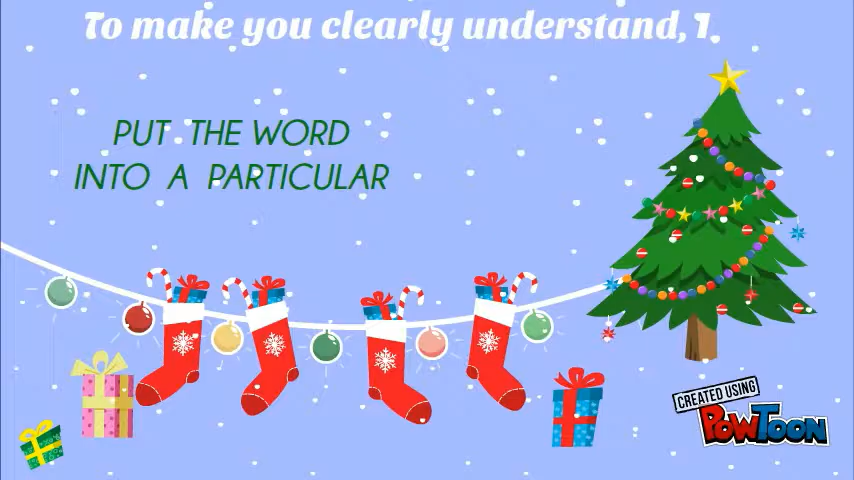 To make you clearly understand, I
PUT THE WORD
INTO A PARTICULAR
CREATED USING
POWTOON